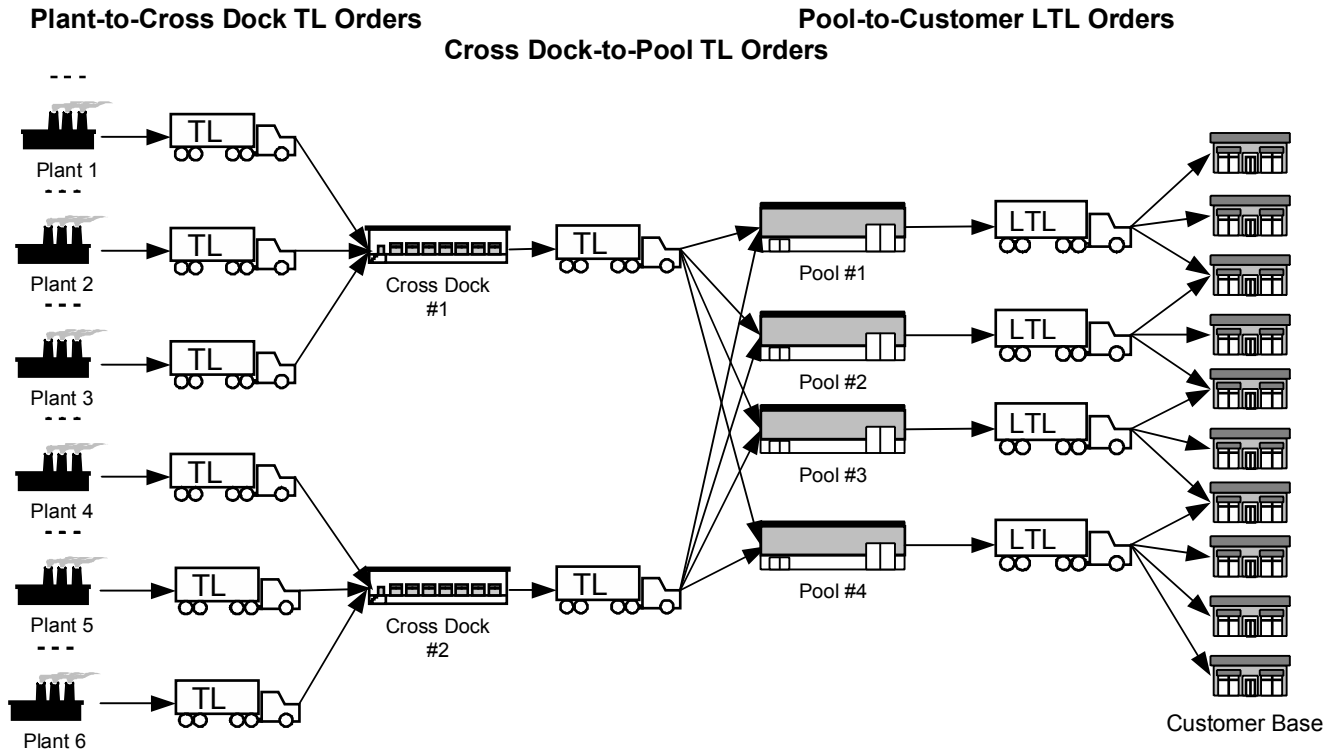 Plant-to-Cross Dock TL Orders
Pool-to-Customer LTL Orders
Cross Dock-to-Pool TL Orders
- - -
TL
Plant 1
- - -
TL
Plant 2
- - -
TL
Plant 3
- - -
TL
Plant 4
- - -
TL
Plant 5
- - -
TL
Plant 6
Cross Dock
#1
Cross Dock
#2
TL
TL
Pool #1
Pool #2
Pool #3
Pool #4
LTL
LTL
LTL
LTL
Customer Base